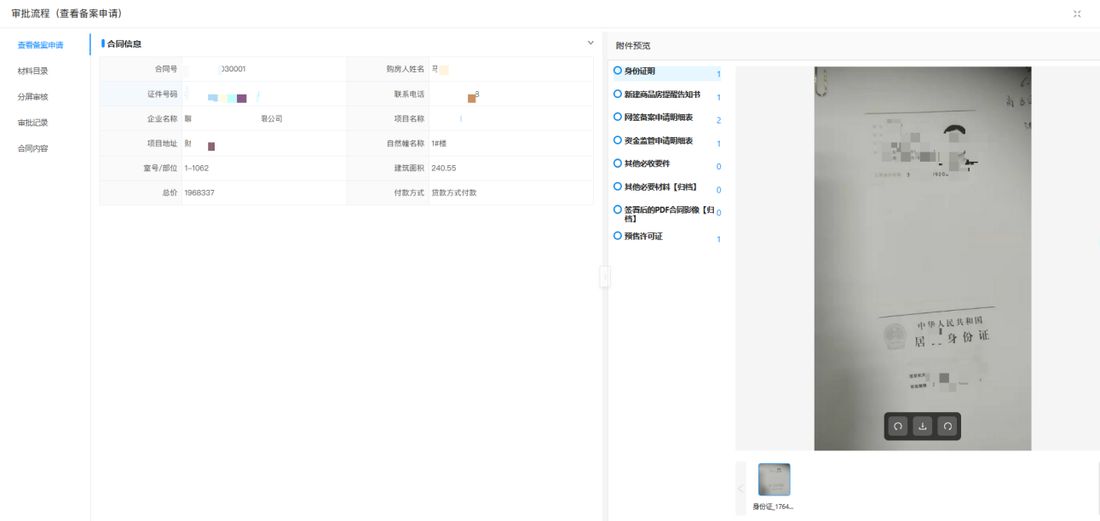 审批流程（查看备案申请）
查看备案申请
材料目录
分屏审核
审批记录
合同内容
合同信息
合同号 030001 购房人姓名
证件号码 联系电话 8
企业名称 限公司 项目名称
项目地址 财 自然幢名称 1#楼
室号/部位 1--1062 建筑面积 240.55
总价 1968337 付款方式 贷款方式付款
附件预览
身份证明 1
新建商品房提醒告知书 1
网签备案申请明细表 2
资金监管申请明细表 1
其他必收要件 0
其他必要材料【归档】 0
签署后的PDF合同影像【归档】 0
预售许可证 1
中华人民共和国
居 身份证
身份证_1764...